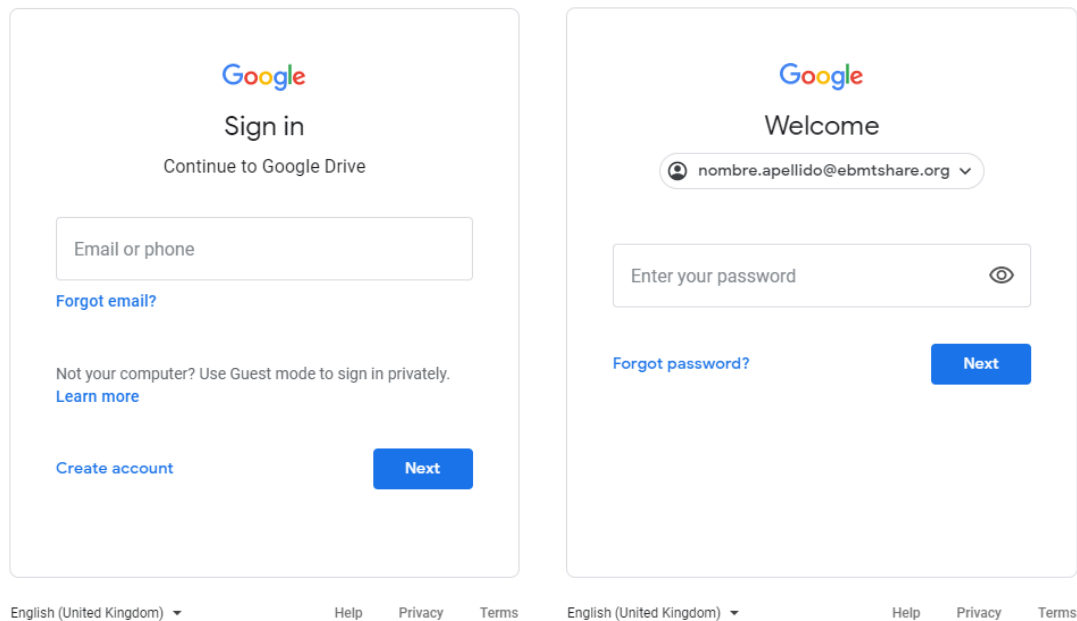 Google
Sign in
Continue to Google Drive
Email or phone
Forgot email?
Not your computer? Use Guest mode to sign in privately.
Learn more
Create account
Next
English (United Kingdom)
Help
Privacy
Terms
Google
Welcome
nombre.apellido@ebmtshare.org
Enter your password
Forgot password?
Next
English (United Kingdom)
Help
Privacy
Terms